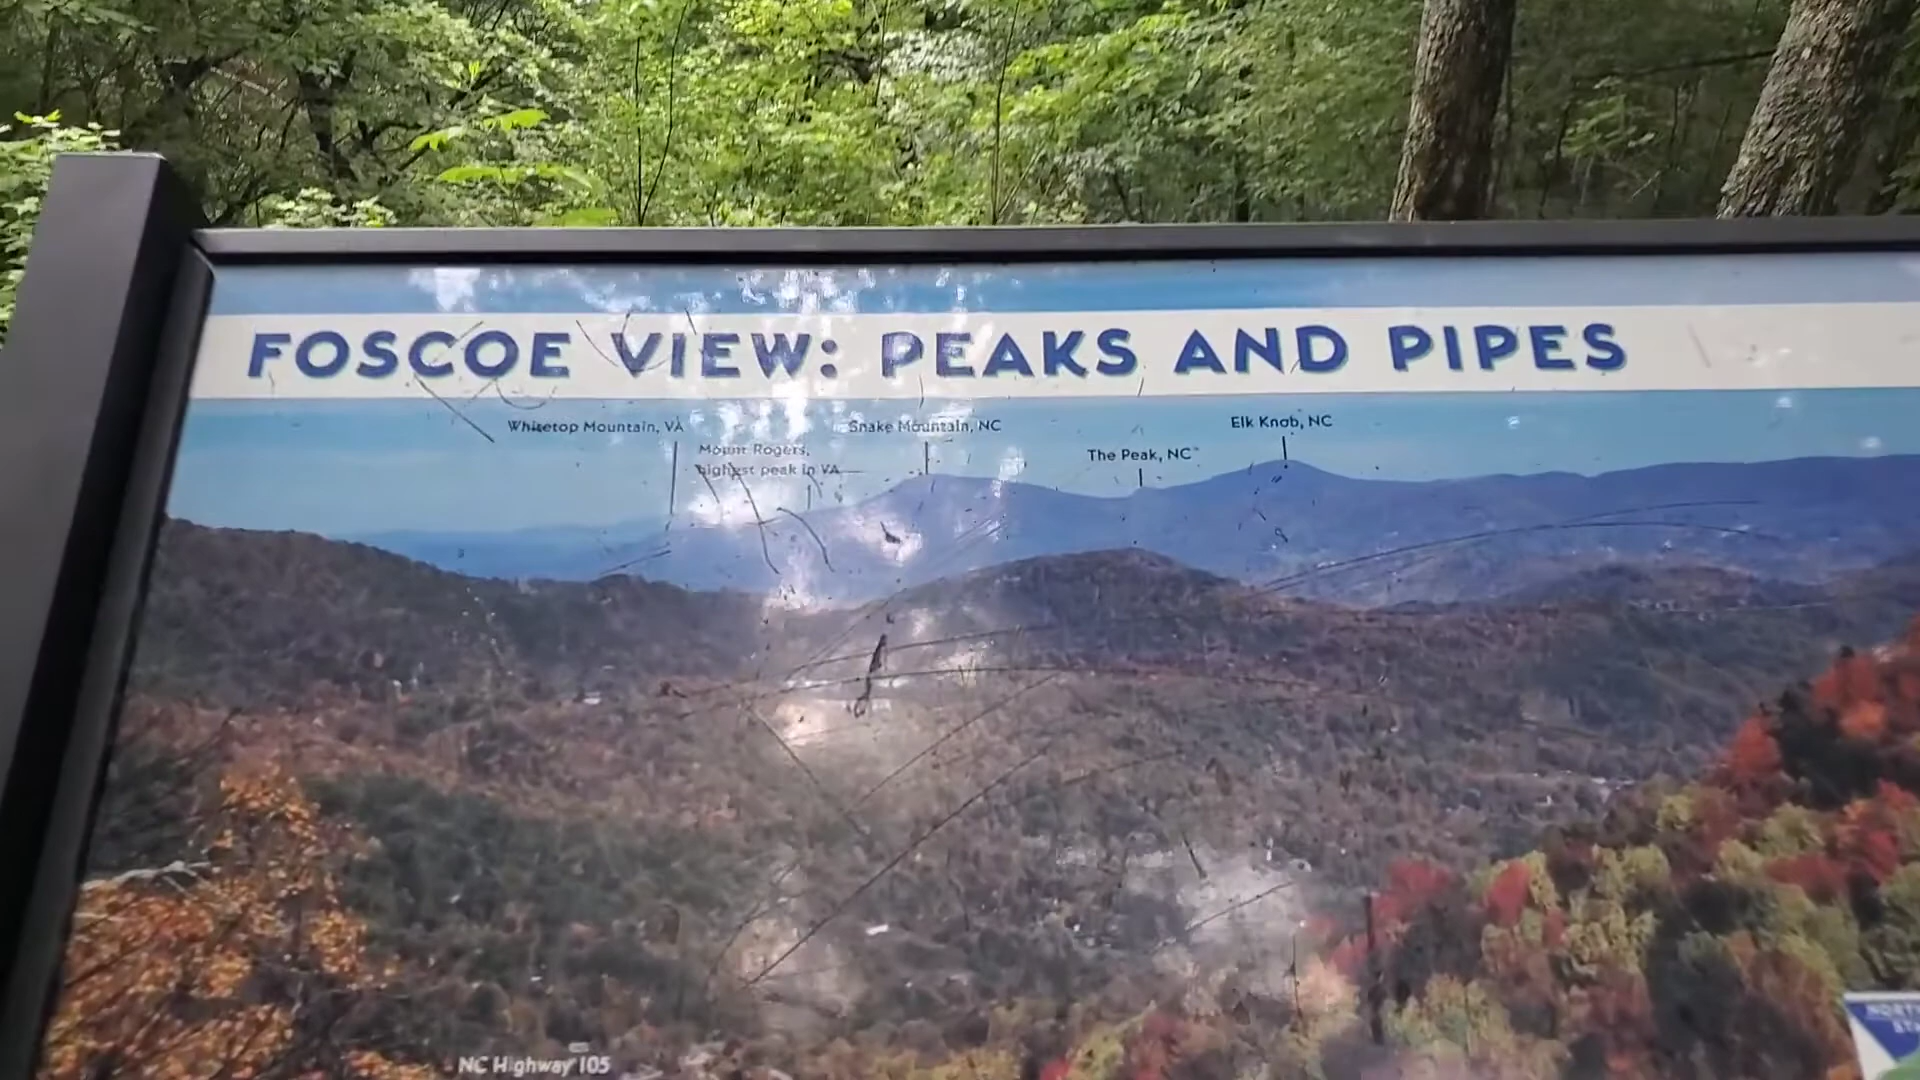 FOSCOE VIEW: PEAKS AND PIPES
Whitetop Mountain, VA
Mount Rogers,
highest peak in VA
Snake Mountain, NC
The Peak, NC
Elk Knob, NC
NC Highway 105